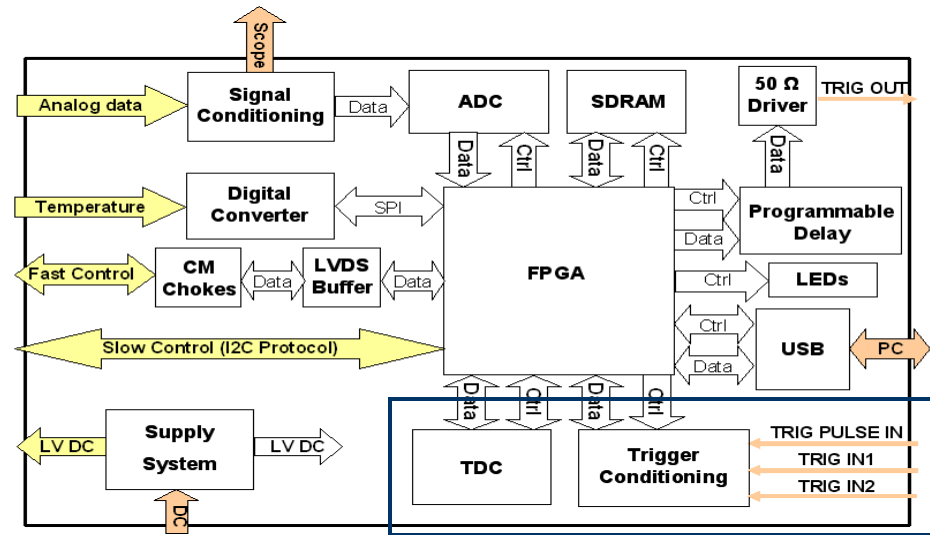 Scope
Analog data
Signal
Conditioning
Data
ADC
SDRAM
50 Ω
Driver
TRIG OUT
Data
Ctrl
Data
Ctrl
Data
Temperature
Digital
Converter
SPI
FPGA
Ctrl
Data
Programmable
Delay
Fast Control
CM
Chokes
Data
LVDS
Buffer
Data
Ctrl
LEDs
Slow Control (I2C Protocol)
Ctrl
Data
USB
PC
Data
Ctrl
Data
Ctrl
LV DC
Supply
System
LV DC
DC
TDC
Trigger
Conditioning
TRIG PULSE IN
TRIG IN1
TRIG IN2